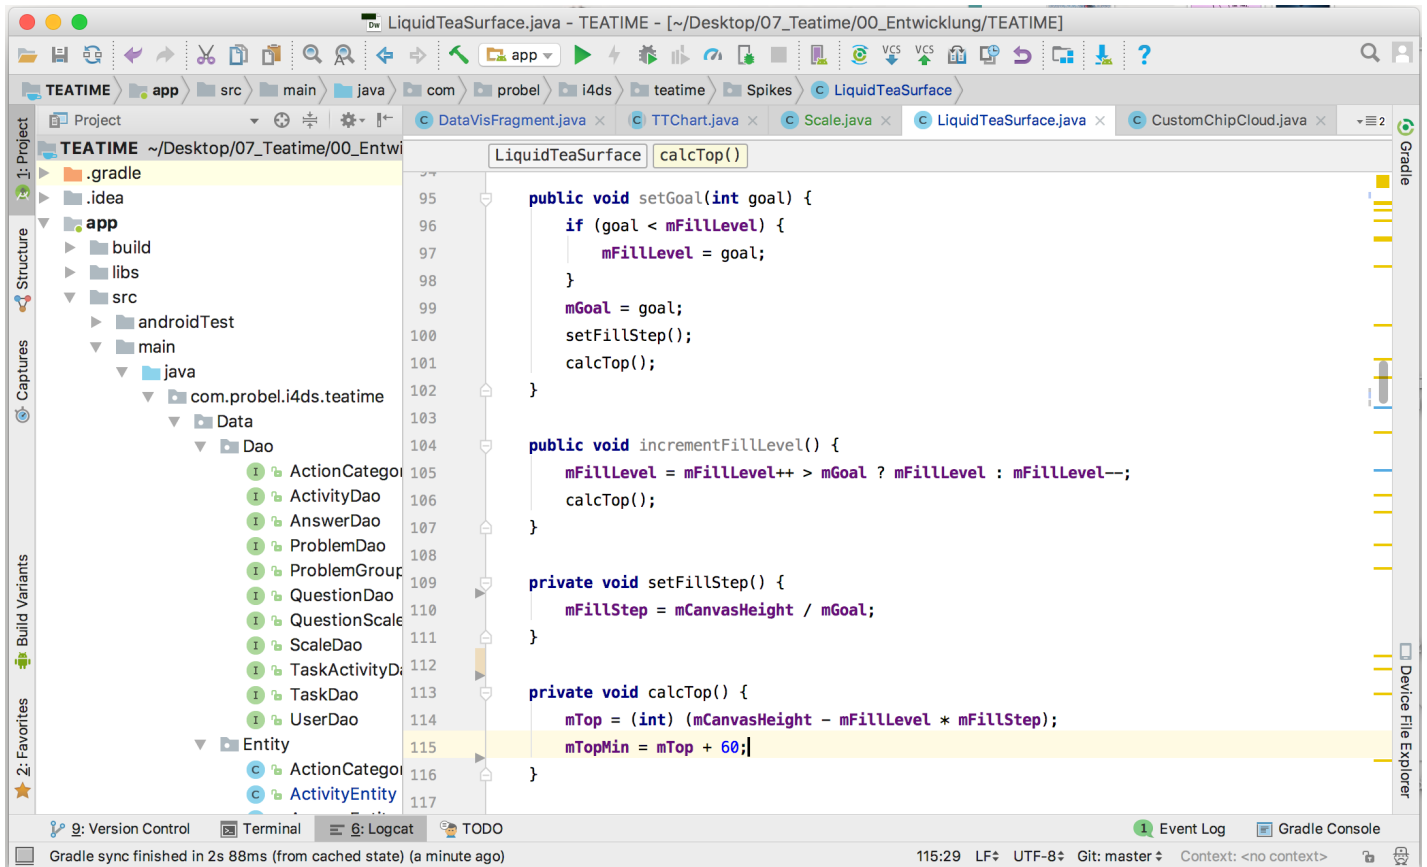 LiquidTeaSurface.java - TEATIME - [~/Desktop/07_Teatime/00_Entwicklung/TEATIME]
app
VCS VCS
?
TEATIME app src main java com probel i4ds teatime Spikes LiquidTeaSurface
Project
DataVisFragment.java TTChart.java Scale.java LiquidTeaSurface.java CustomChipCloud.java 2
1: Project
Structure
Captures
Build Variants
2: Favorites
TEATIME ~/Desktop/07_Teatime/00_Entwi
.gradle
.idea
app
build
libs
src
androidTest
main
java
com.probel.i4ds.teatime
Data
Dao
ActionCategor
ActivityDao
AnswerDao
ProblemDao
ProblemGroup
QuestionDao
QuestionScale
ScaleDao
TaskActivityDa
TaskDao
UserDao
Entity
ActionCategor
ActivityEntity
LiquidTeaSurface calcTop()
94
95 public void setGoal(int goal) {
96 if (goal < mFillLevel) {
97 mFillLevel = goal;
98 }
99 mGoal = goal;
100 setFillStep();
101 calcTop();
102 }
103
104 public void incrementFillLevel() {
105 mFillLevel = mFillLevel++ > mGoal ? mFillLevel : mFillLevel--;
106 calcTop();
107 }
108
109 private void setFillStep() {
110 mFillStep = mCanvasHeight / mGoal;
111 }
112
113 private void calcTop() {
114 mTop = (int) (mCanvasHeight - mFillLevel * mFillStep);
115 mTopMin = mTop + 60;
116 }
117
Gradle
Device File Explorer
9: Version Control Terminal 6: Logcat TODO 1 Event Log Gradle Console
Gradle sync finished in 2s 88ms (from cached state) (a minute ago) 115:29 LF UTF-8 Git: master Context: <no context>